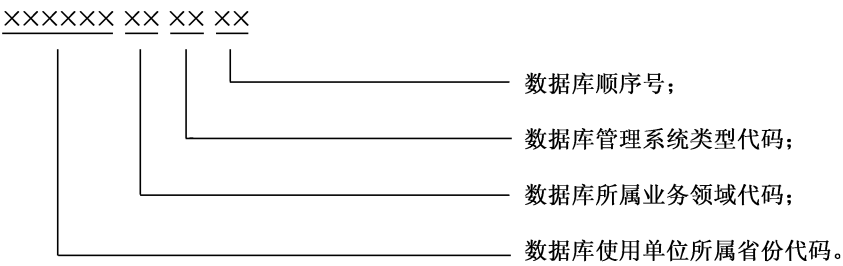 ×××××× ×× ×× ××
数据库顺序号；
数据库管理系统类型代码；
数据库所属业务领域代码；
数据库使用单位所属省份代码。